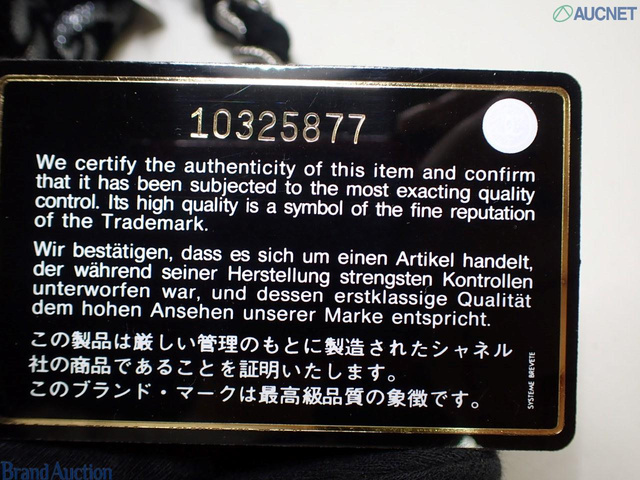 AUCNET
10325877
We certify the authenticity of this item and confirm
that it has been subjected to the most exacting quality
control. Its high quality is a symbol of the fine reputation
of the Trademark.
Wir bestätigen, dass es sich um einen Artikel handelt,
der während seiner Herstellung strengsten Kontrollen
unterworfen war, und dessen erstklassige Qualität
dem hohen Ansehen unserer Marke entspricht.
この製品は厳しい管理のもとに製造されたシャネル
社の商品であることを証明いたします。
このブランド・マークは最高級品質の象徴です。
SYSTEME BREVETE
Brand Auction